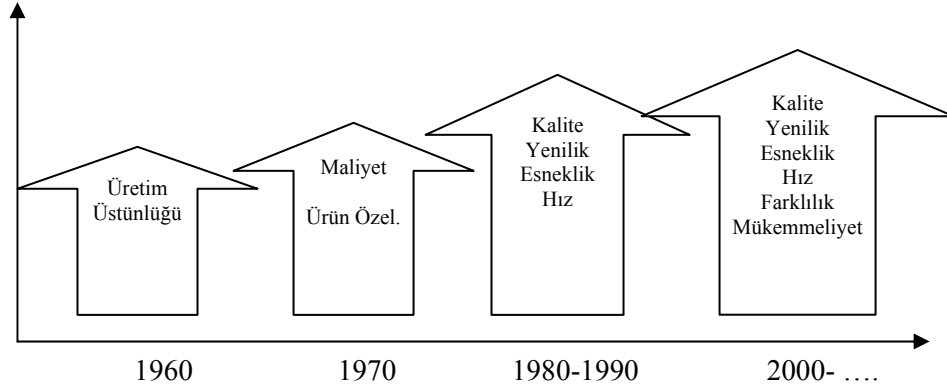 Üretim
Üstünlüğü
Maliyet
Ürün Özel.
Kalite
Yenilik
Esneklik
Hız
Kalite
Yenilik
Esneklik
Hız
Farklılık
Mükemmeliyet
1960
1970
1980-1990
2000- ….